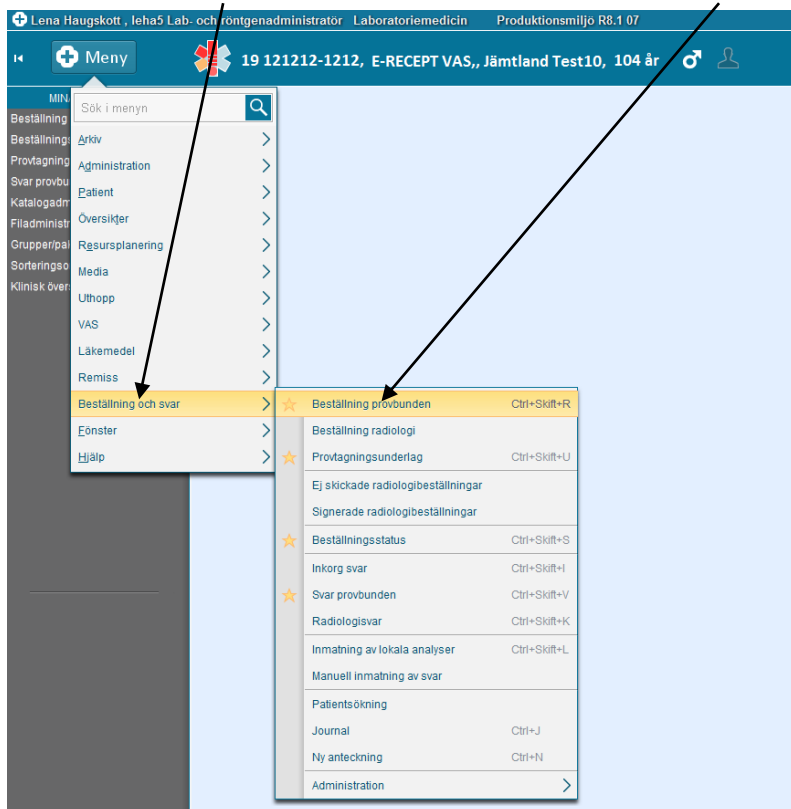 Lena Haugskott , leha5 Lab- och röntgenadministratör Laboratoriemedicin Produktionsmiljö R8.1 07
Meny
19 121212-1212, E-RECEPT VAS,, Jämtland Test10, 104 år
Sök i menyn
Beställning
Provtagning
Arkiv
Administration
Patient
Översikter
Resursplanering
Media
Uthopp
VAS
Läkemedel
Remiss
Beställning och svar
Fönster
Hjälp
Beställning provbunden Ctrl+Skift+R
Beställning radiologi
Provtagningsunderlag Ctrl+Skift+U
Ej skickade radiologibeställningar
Signerade radiologibeställningar
Beställningsstatus Ctrl+Skift+S
Inkorg svar Ctrl+Skift+I
Svar provbunden Ctrl+Skift+V
Radiologisvar Ctrl+Skift+K
Inmatning av lokala analyser Ctrl+Skift+L
Manuell inmatning av svar
Patientsökning
Journal Ctrl+J
Ny anteckning Ctrl+N
Administration